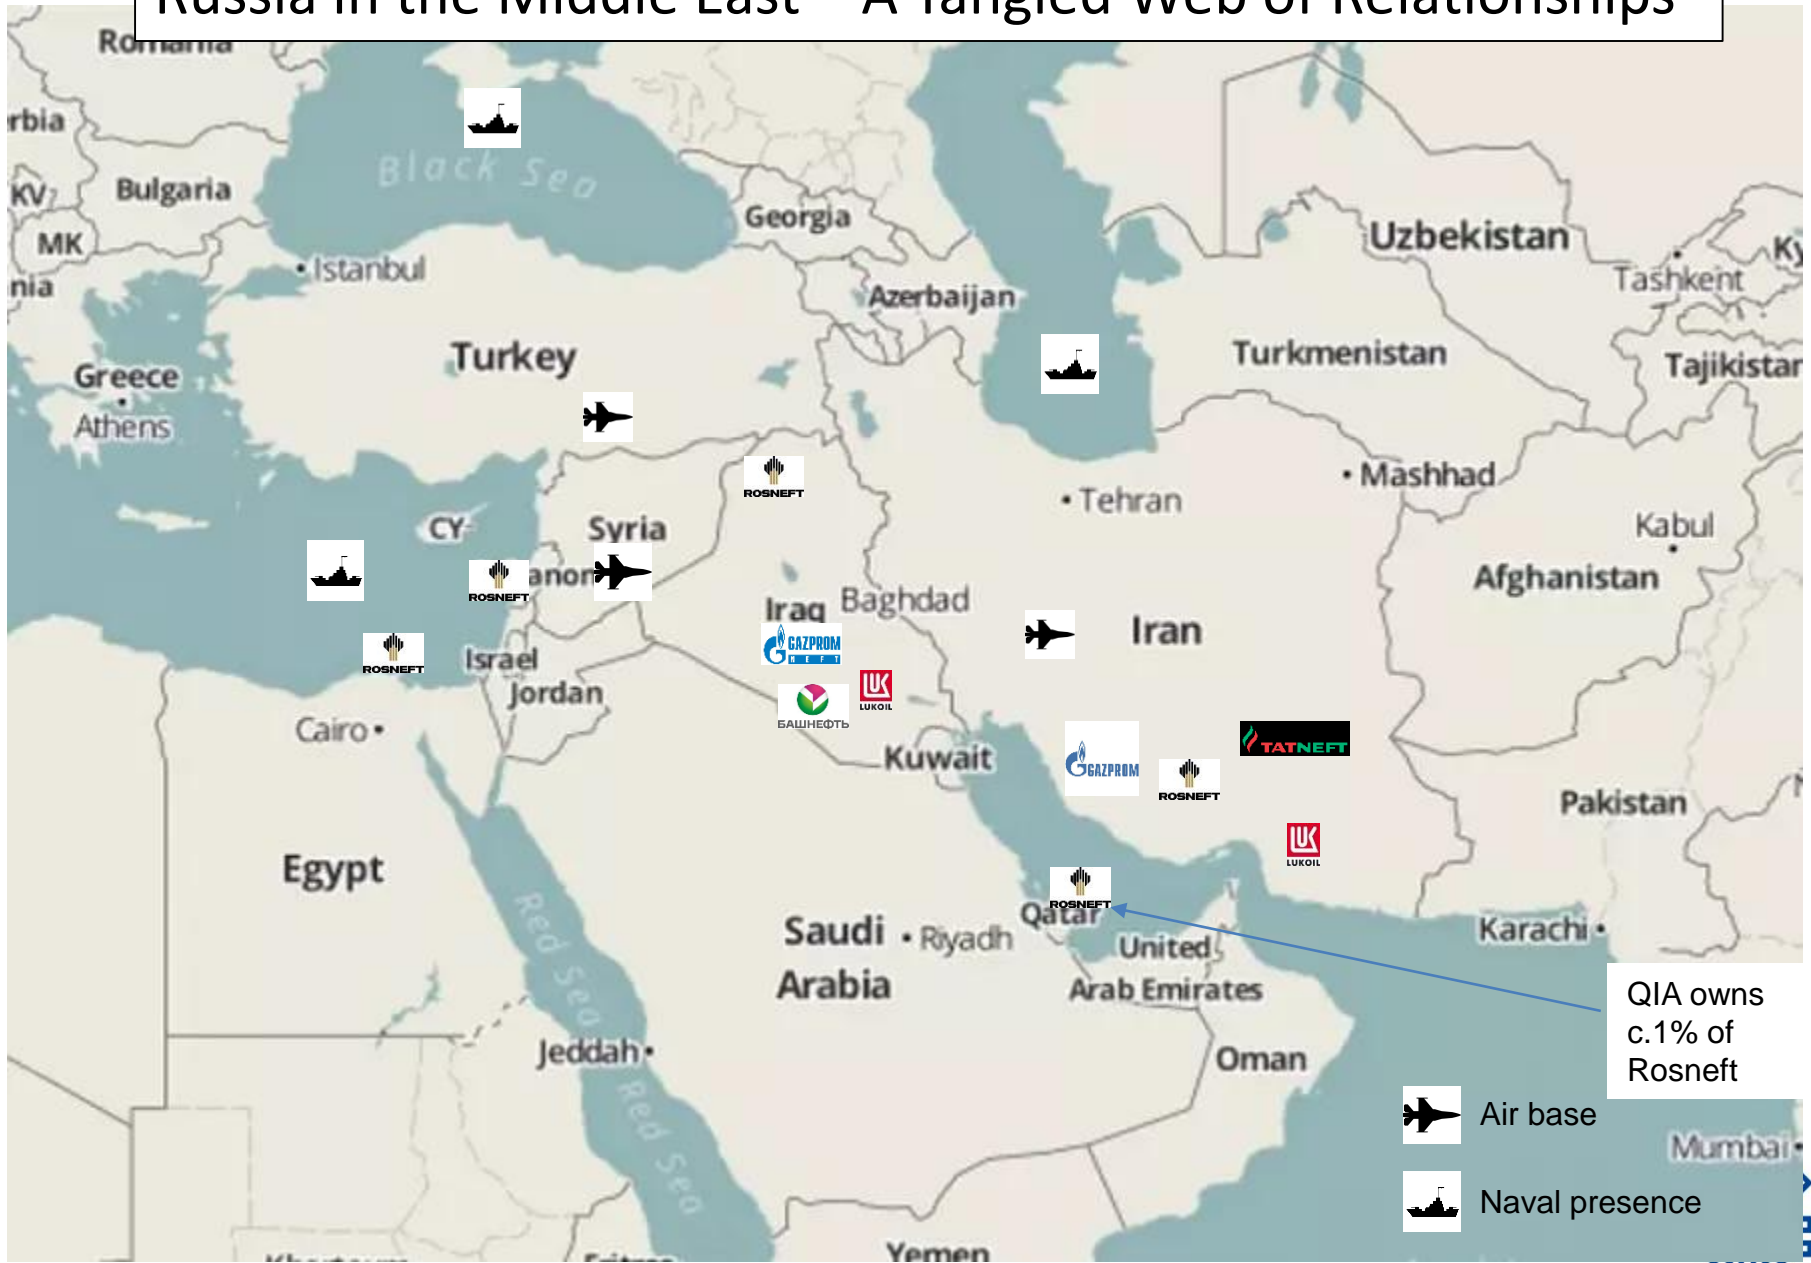 Russia in the Middle East – A Tangled Web of Relationships
Romania
rbia
Black Sea
KV
Bulgaria
Georgia
MK
Uzbekistan
Ky
nia
Istanbul
Tashkent
Azerbaijan
Turkey
Turkmenistan
Greece
Tajikistan
Athens
ROSNEFT
Mashhad
Tehran
CY
Syria
Kabul
anon
ROSNEFT
Afghanistan
Iraq
Baghdad
Iran
GAZPROM
NEFT
ROSNEFT
Israel
Jordan
LUK
LUKOIL
БАШНЕФТЬ
Cairo
Kuwait
GAZPROM
TATNEFT
ROSNEFT
Pakistan
LUK
LUKOIL
Egypt
ROSNEFT
Qatar
Saudi
Arabia
Riyadh
Karachi
United
Arab Emirates
Red Sea
QIA owns
c.1% of
Rosneft
Jeddah
Oman
Red Sea
Air base
Mumbai
Naval presence
Yemen